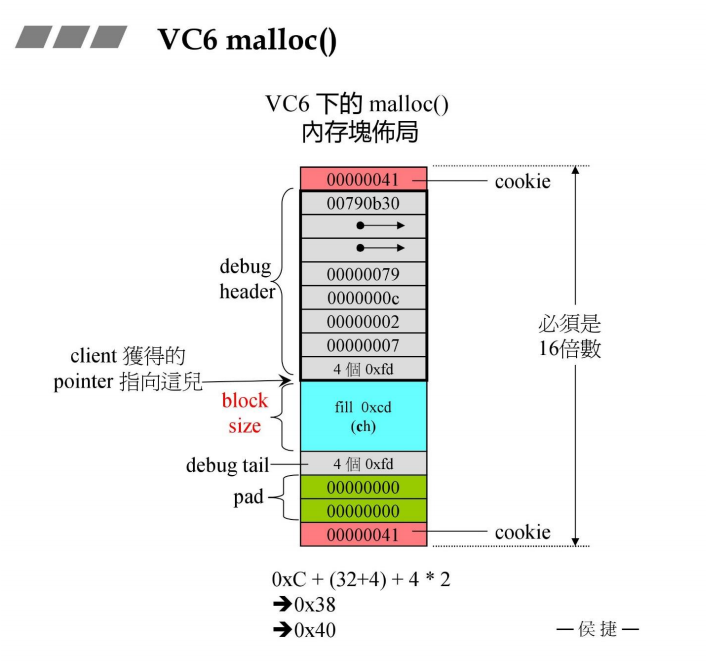 VC6 malloc()
VC6 下的 malloc()
內存塊佈局
00000041
cookie
00790b30
debug
header
00000079
0000000c
00000002
00000007
4 個 0xfd
必須是
16倍數
client 獲得的
pointer 指向這兒
block
size
fill 0xcd
(ch)
debug tail
4 個 0xfd
pad
00000000
00000000
00000041
cookie
0xC + (32+4) + 4 * 2
➔0x38
➔0x40
—侯捷—